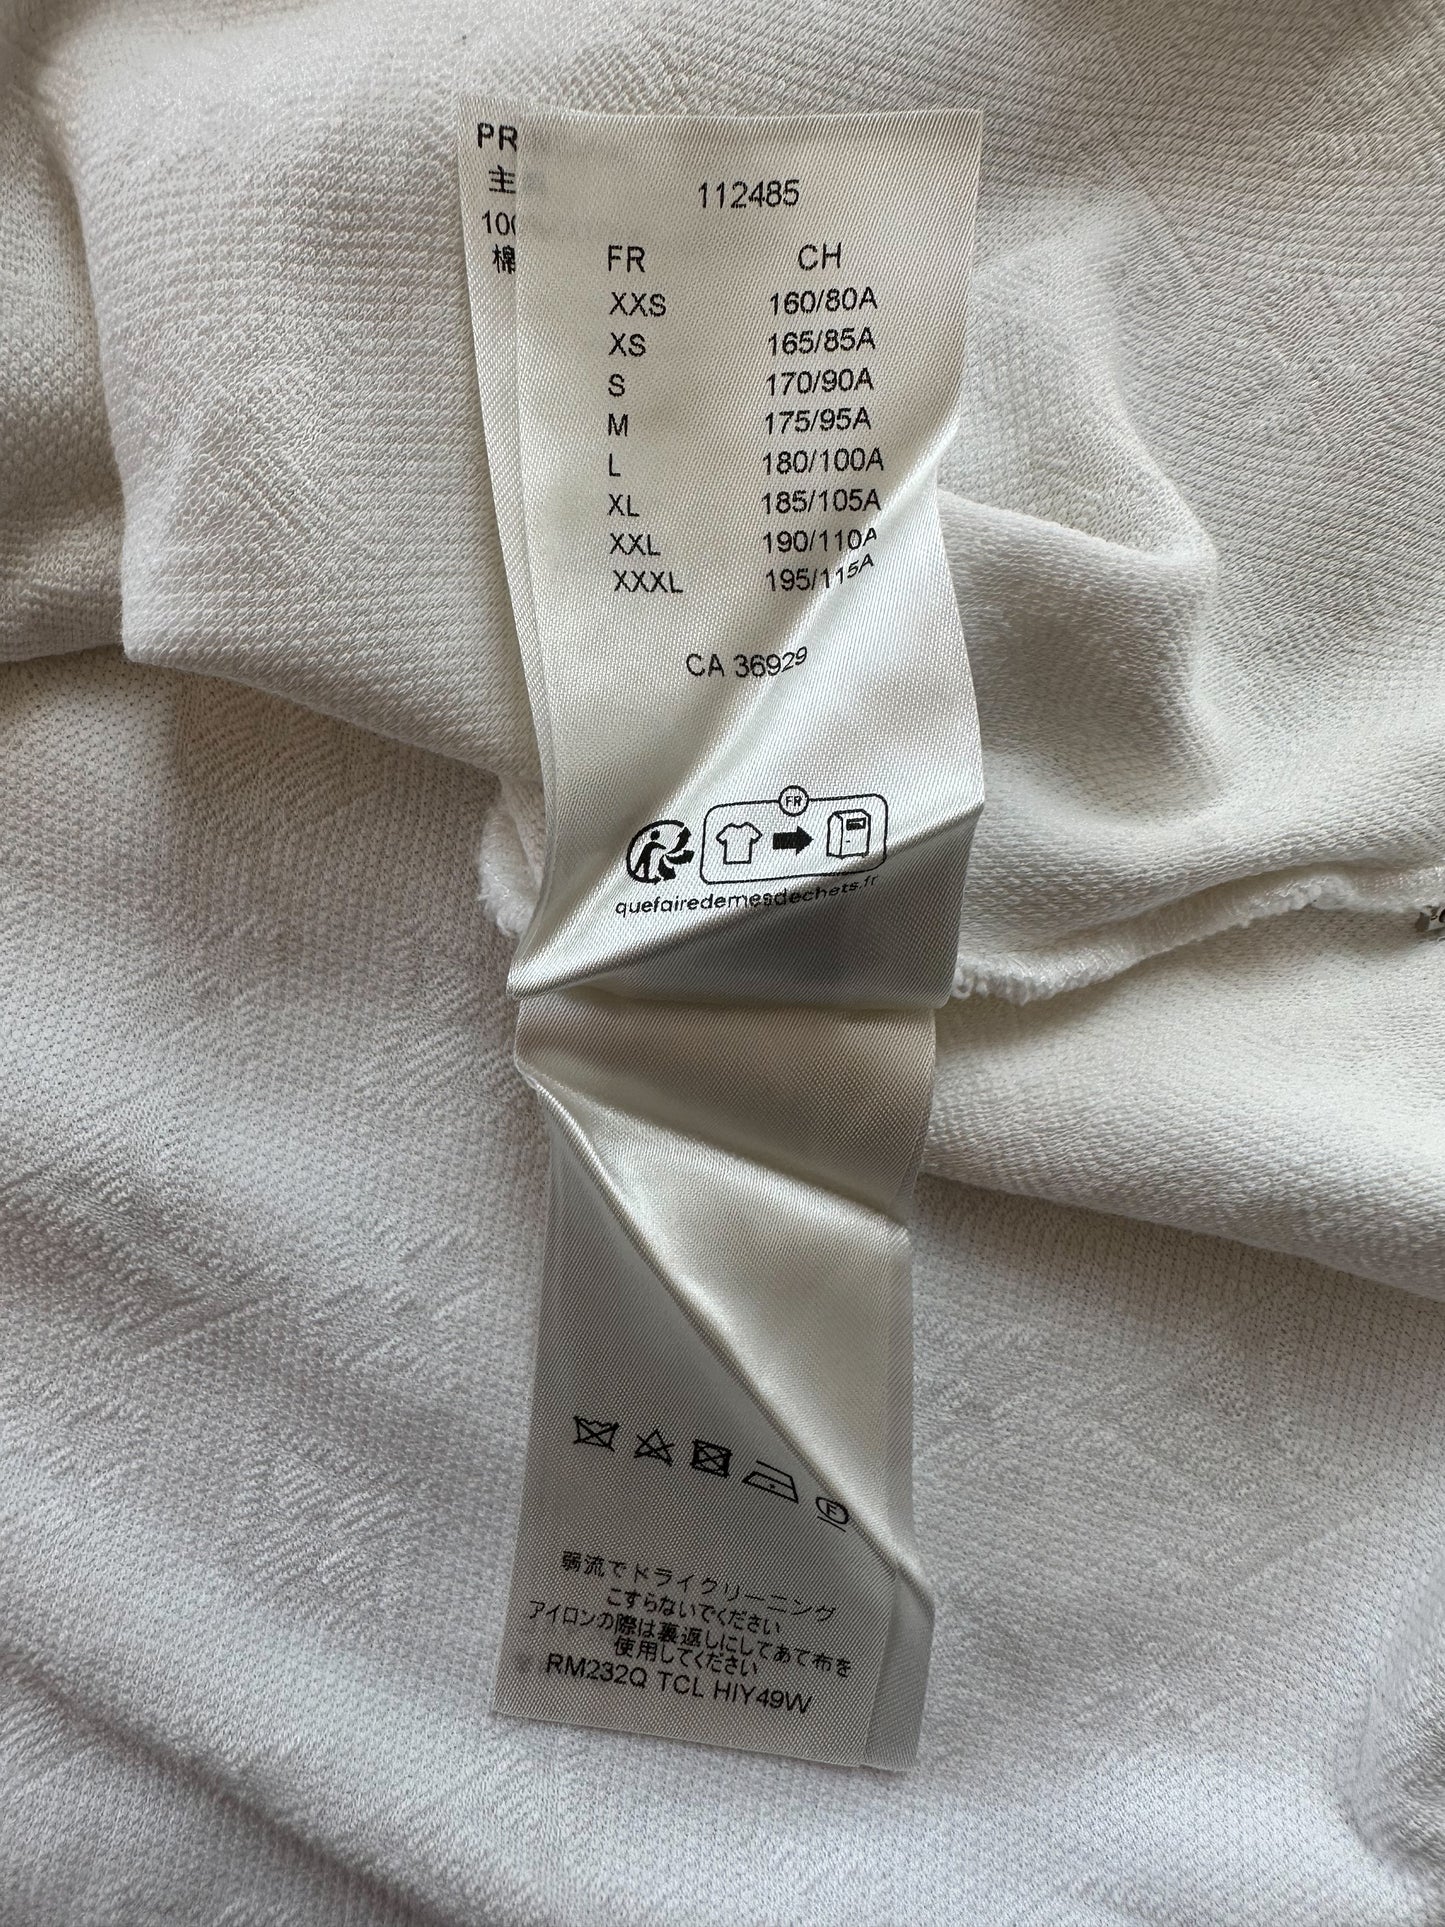 112485
FR CH
XXS 160/80A
XS 165/85A
S 170/90A
M 175/95A
L 180/100A
XL 185/105A
XXL 190/110A
XXXL 195/115A
CA 36929
FR
quefairedemesdechets.fr
F
弱流でドライクリーニング
こすらないでください
アイロンの際は裏返しにしてあて布を
使用してください
RM232Q TCL HIY49W